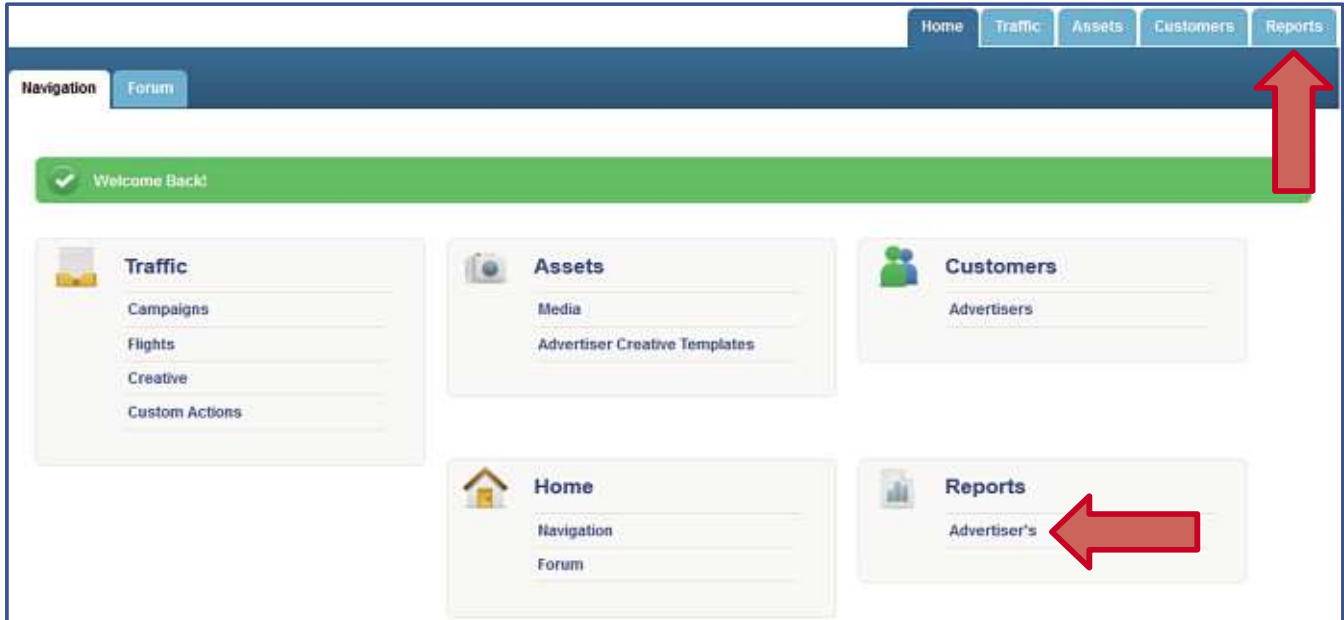 Home Traffic Assets Customers Reports
Navigation Forum
Welcome Back!
Traffic
Campaigns
Flights
Creative
Custom Actions
Assets
Media
Advertiser Creative Templates
Customers
Advertisers
Home
Navigation
Forum
Reports
Advertiser's